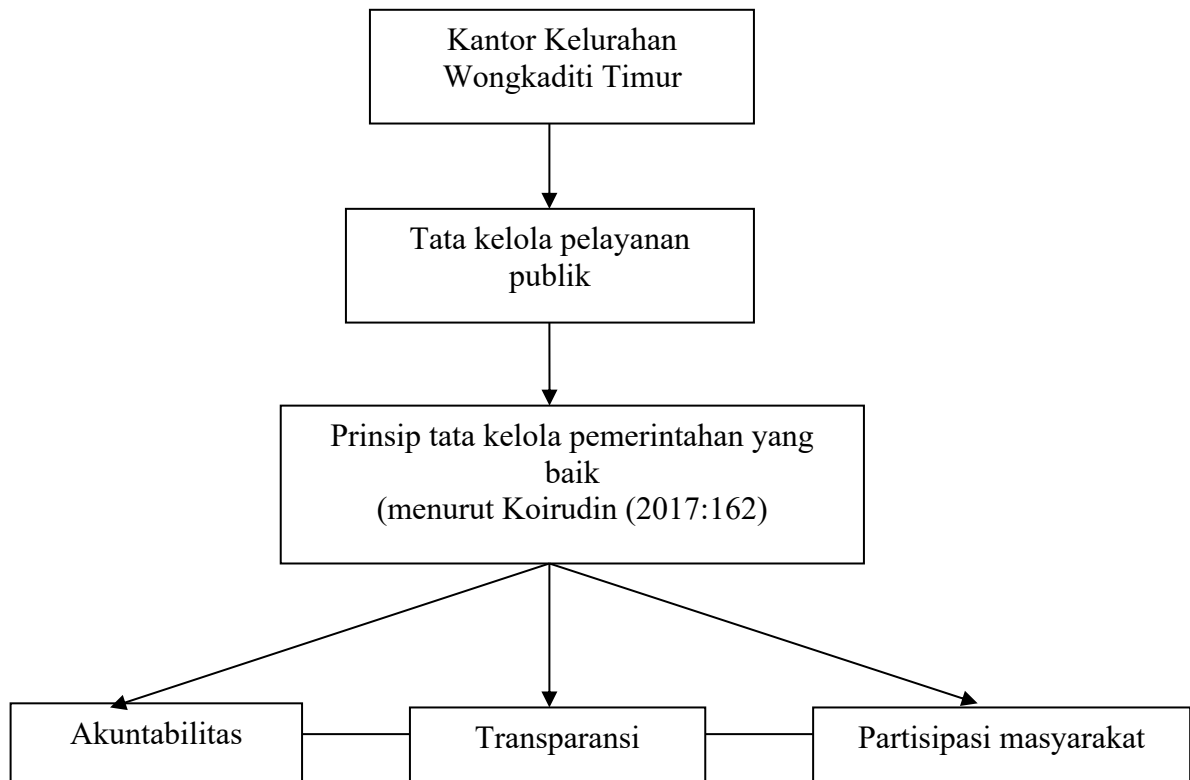 Kantor Kelurahan
Wongkaditi Timur
Tata kelola pelayanan
publik
Prinsip tata kelola pemerintahan yang
baik
(menurut Koirudin (2017:162)
Akuntabilitas
Transparansi
Partisipasi masyarakat